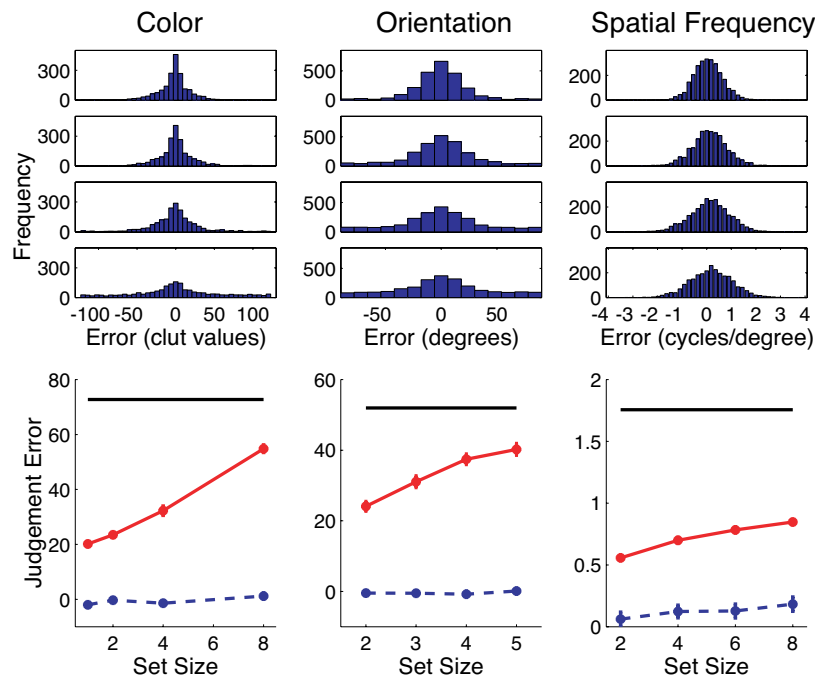 Color
Orientation
Spatial Frequency
Frequency
300
0
300
0
300
0
300
0
-100 -50 0 50 100
Error (clut values)
500
0
500
0
500
0
500
0
-50 0 50
Error (degrees)
200
0
200
0
200
0
200
0
-4 -3 -2 -1 0 1 2 3 4
Error (cycles/degree)
Judgement Error
80
60
40
20
0
2 4 6 8
Set Size
60
40
20
0
2 3 4 5
Set Size
2
1.5
1
0.5
0
2 4 6 8
Set Size